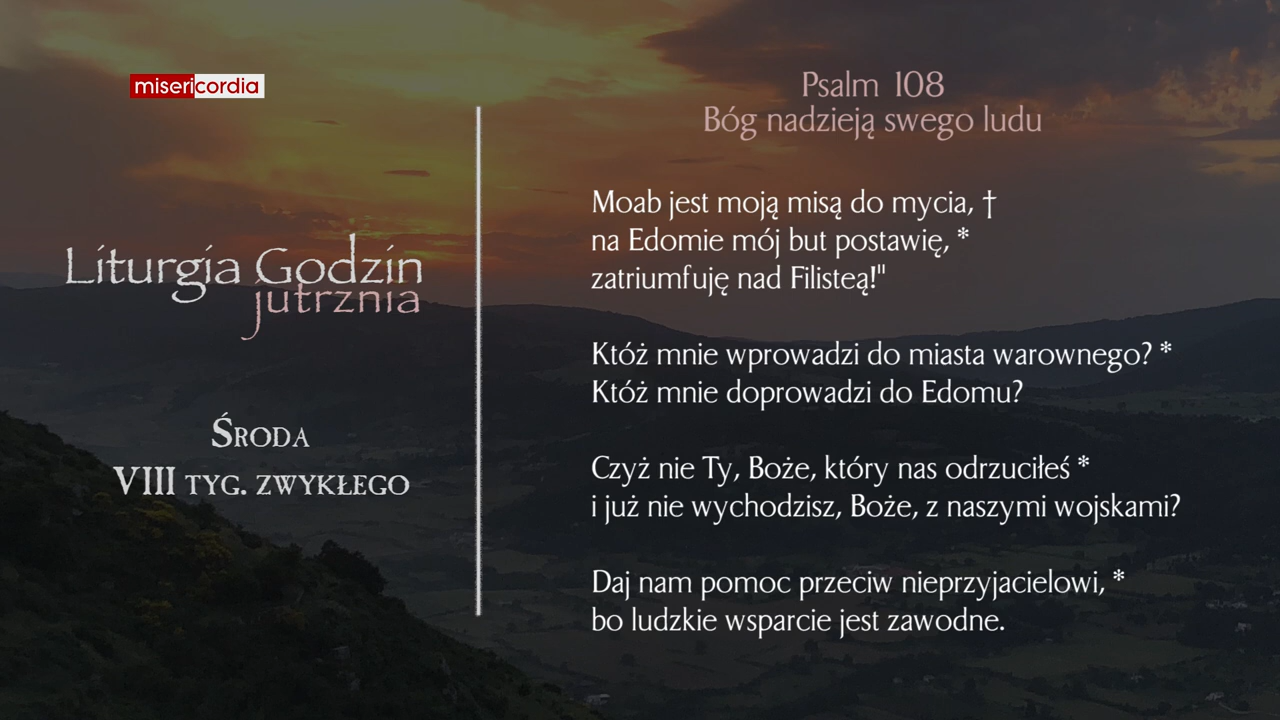 misericordia
Liturgia Godzin
jutrznia
Środa
VIII tyg. zwykłego
Psalm 108
Bóg nadzieją swego ludu
Moab jest moją misą do mycia, †
na Edomie mój but postawię, *
zatriumfuję nad Filisteą!"
Któż mnie wprowadzi do miasta warownego? *
Któż mnie doprowadzi do Edomu?
Czyż nie Ty, Boże, który nas odrzuciłeś *
i już nie wychodzisz, Boże, z naszymi wojskami?
Daj nam pomoc przeciw nieprzyjacielowi, *
bo ludzkie wsparcie jest zawodne.